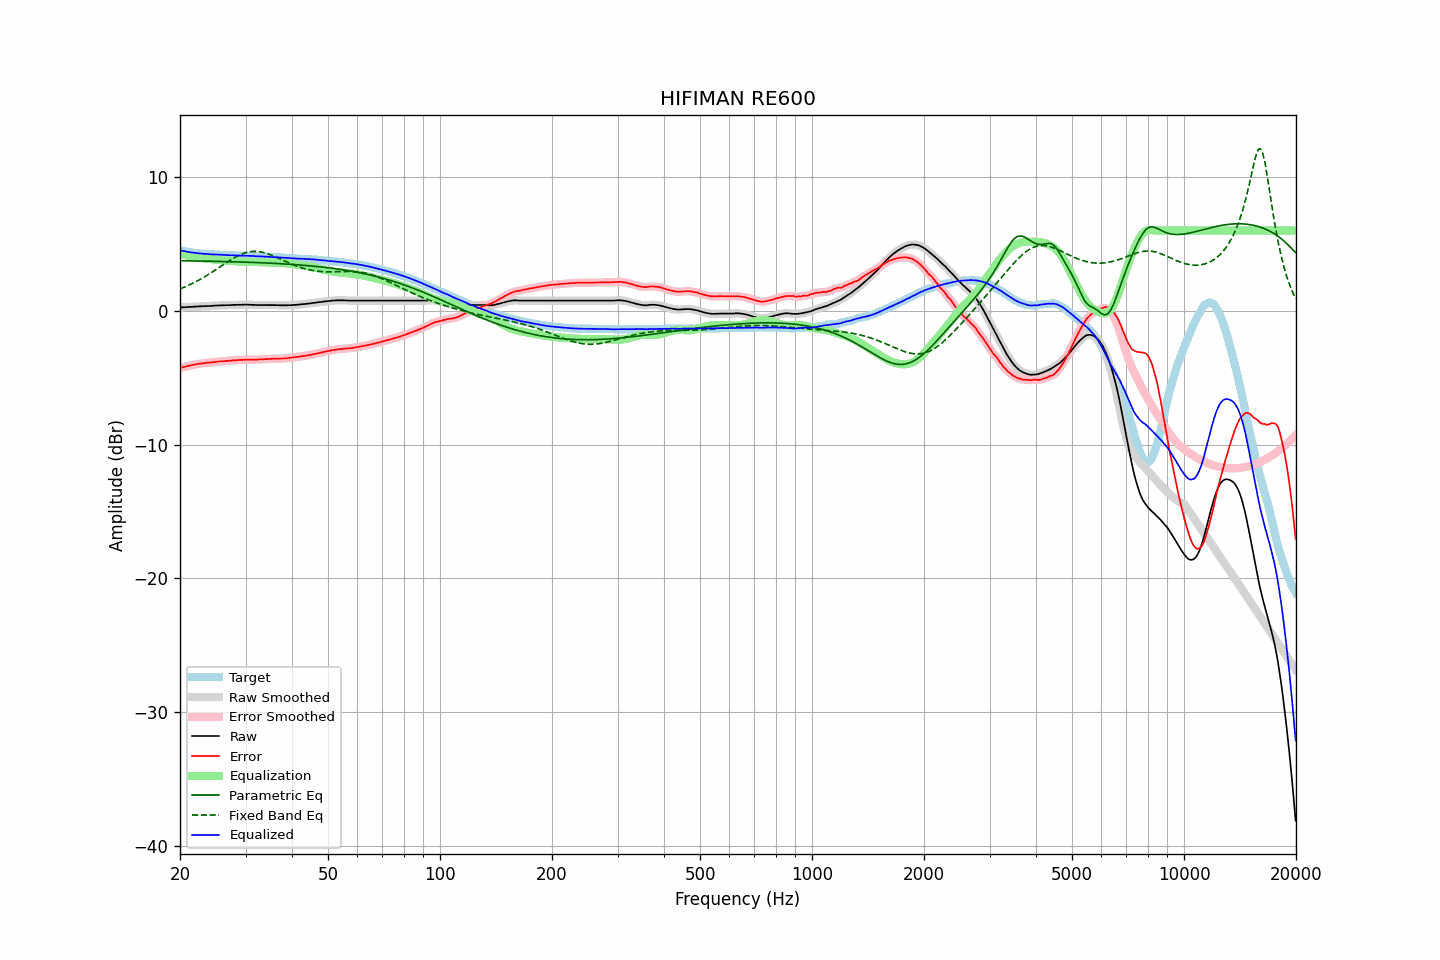 HIFIMAN RE600
Amplitude (dBr)
10
0
−10
−20
−30
−40
Target
Raw Smoothed
Error Smoothed
Raw
Error
Equalization
Parametric Eq
Fixed Band Eq
Equalized
20 50 100 200 500 1000 2000 5000 10000 20000
Frequency (Hz)